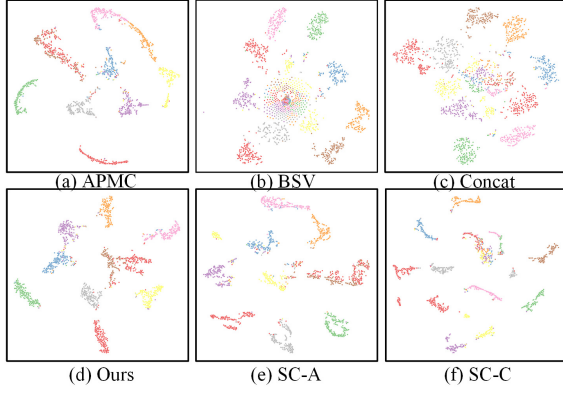 (a) APMC
(b) BSV
(c) Concat
(d) Ours
(e) SC-A
(f) SC-C